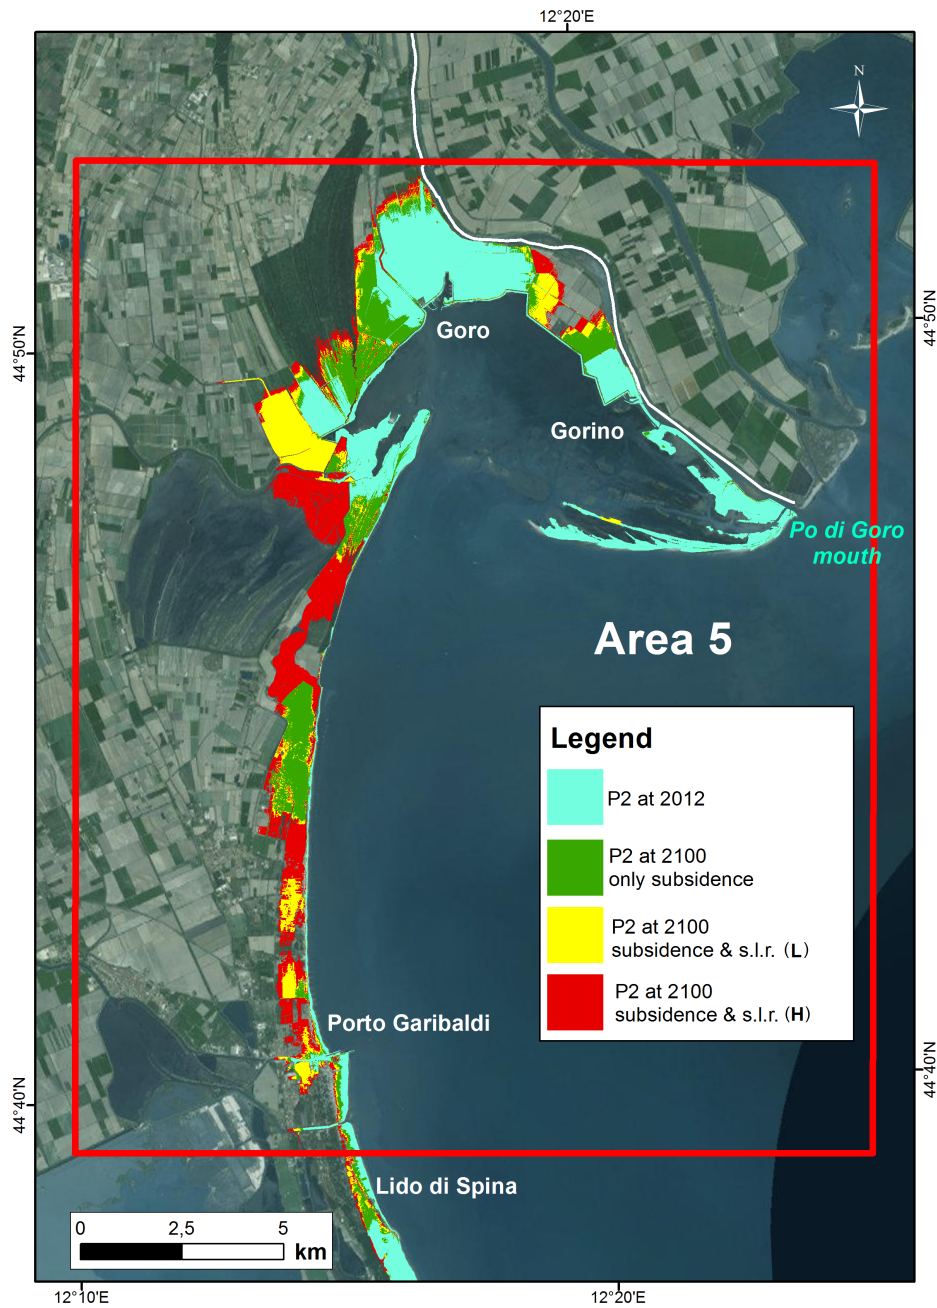 12°20'E
N
44°50'N
44°50'N
Goro
Gorino
Po di Goro
mouth
Area 5
Legend
P2 at 2012
P2 at 2100
only subsidence
P2 at 2100
subsidence & s.l.r. (L)
P2 at 2100
subsidence & s.l.r. (H)
Porto Garibaldi
44°40'N
44°40'N
Lido di Spina
0 2,5 5
km
12°10'E 12°20'E